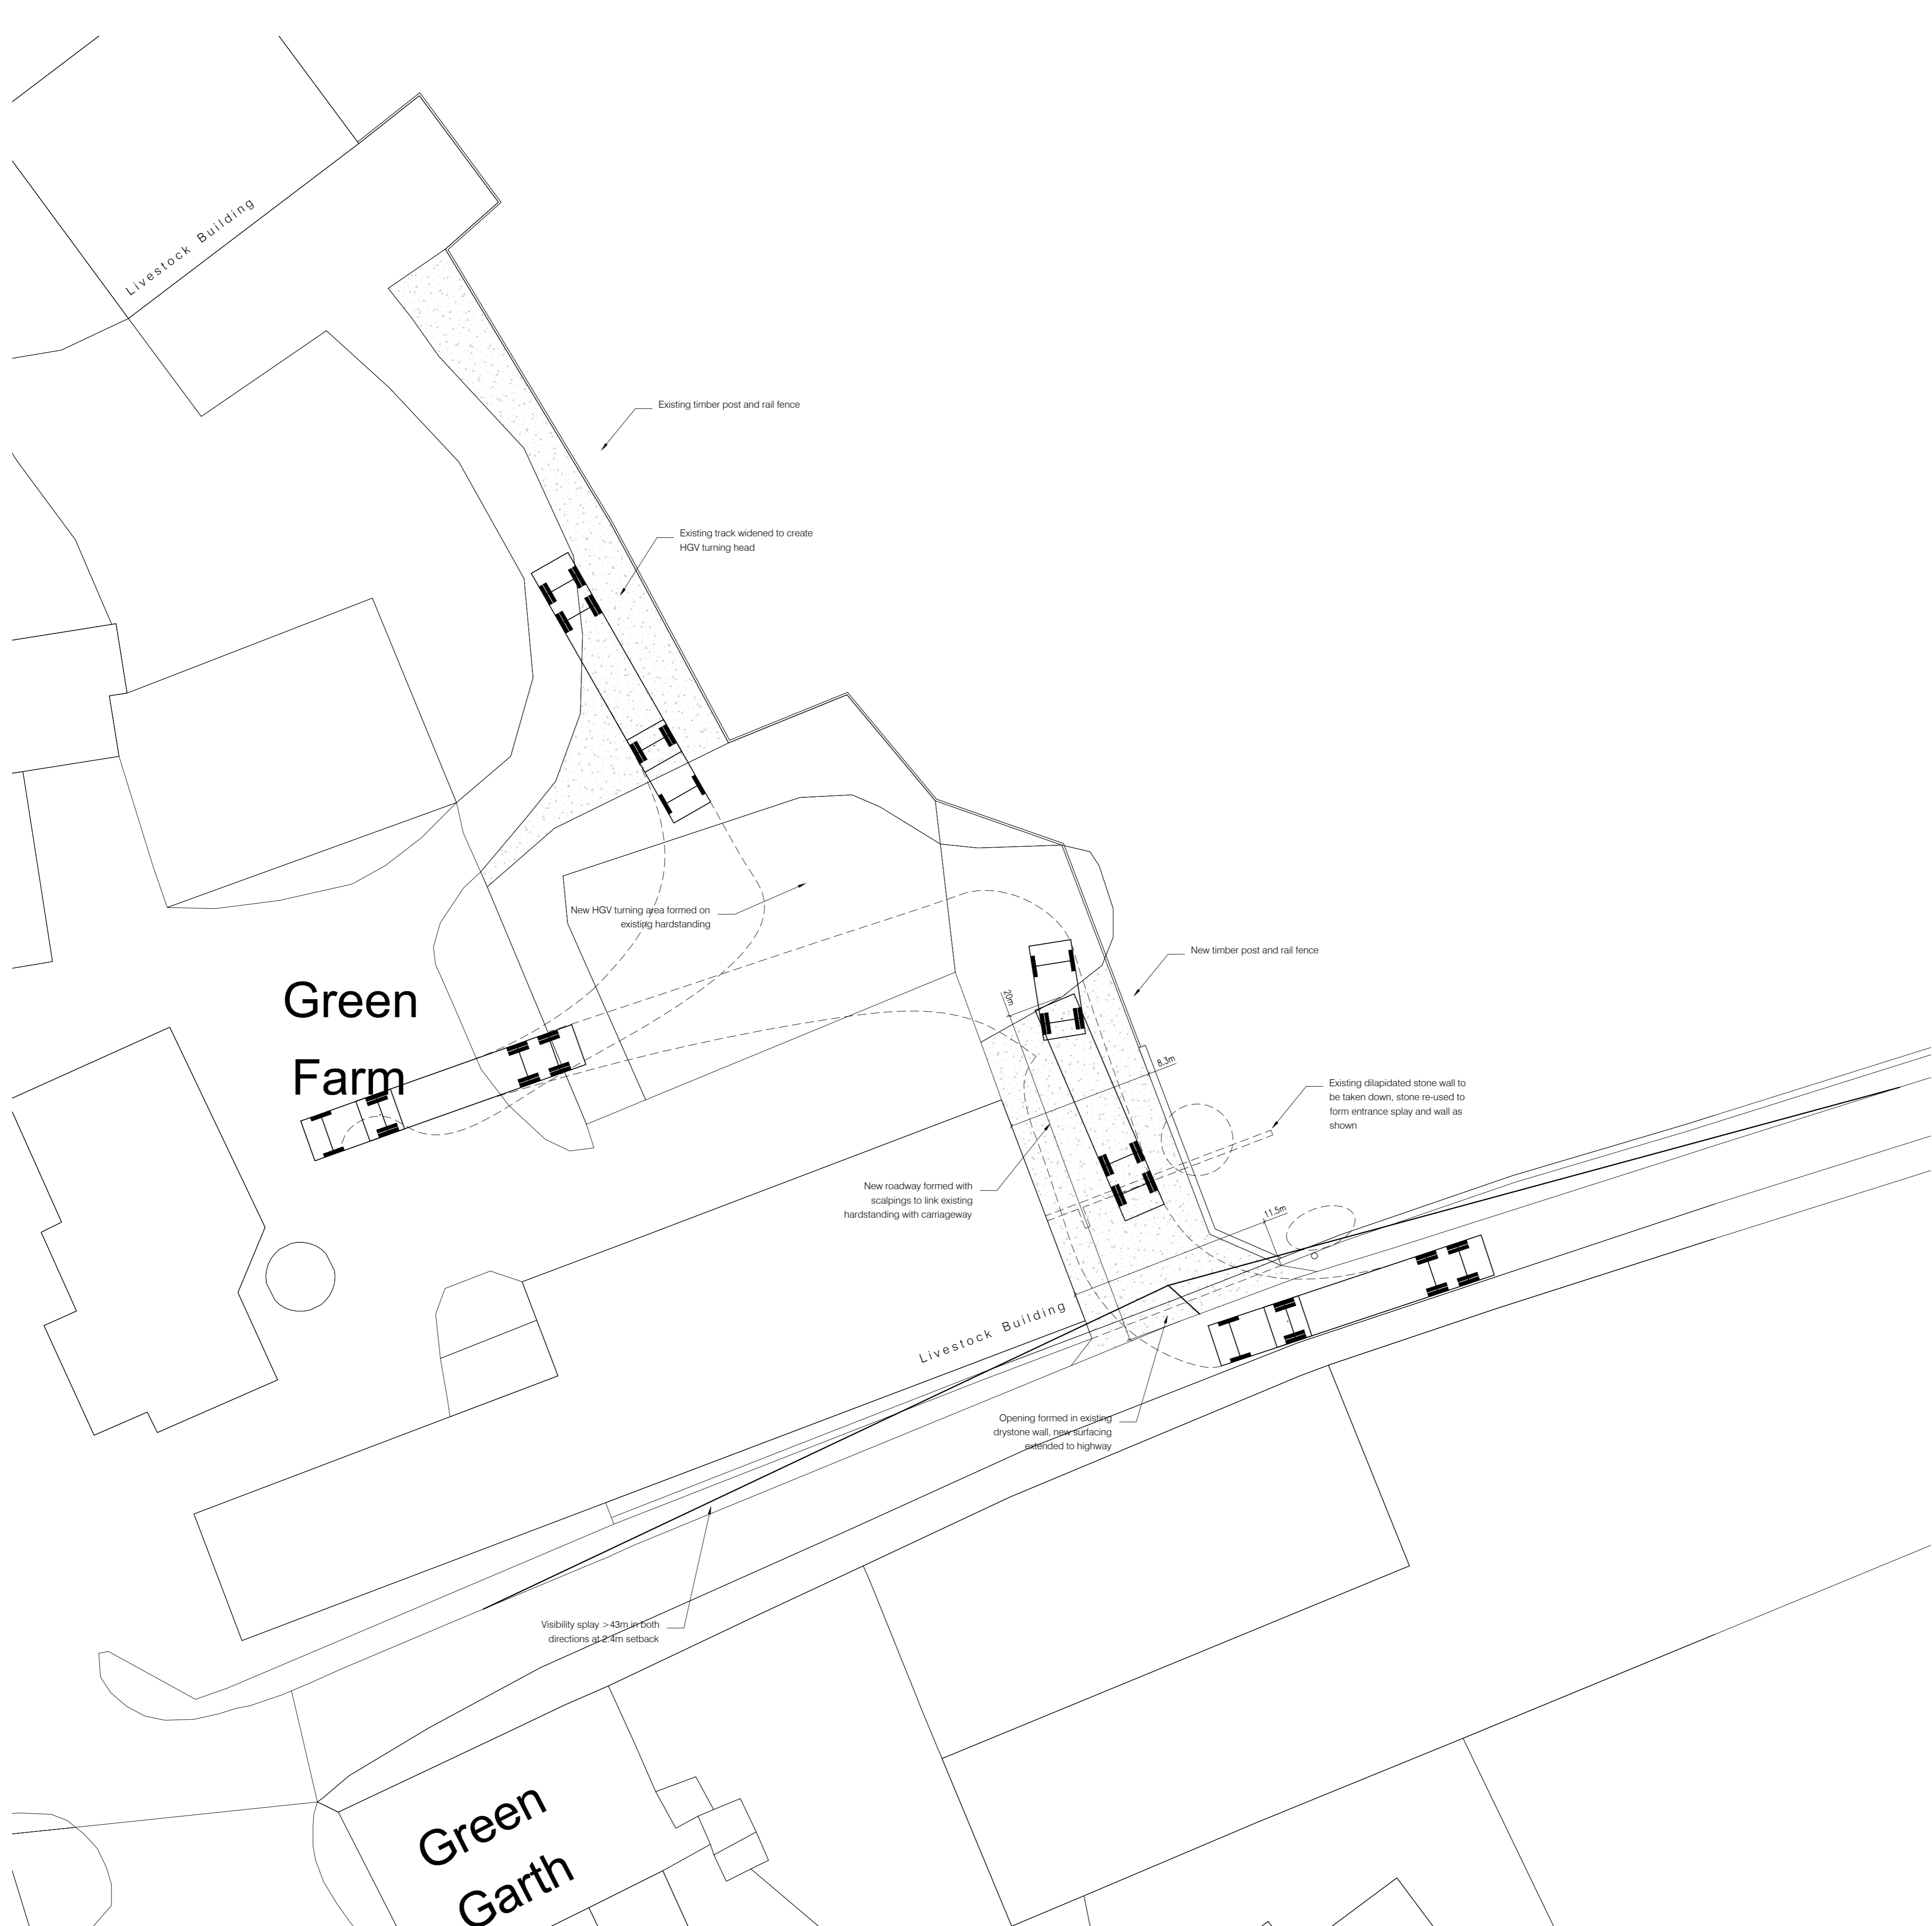 Livestock Building
Existing timber post and rail fence
Existing track widened to create
HGV turning head
New HGV turning area formed on
existing hardstanding
New timber post and rail fence
Green
Farm
20m
8.3m
Existing dilapidated stone wall to
be taken down, stone re-used to
form entrance splay and wall as
shown
New roadway formed with
scalpings to link existing
hardstanding with carriageway
11.5m
Livestock Building
Opening formed in existing
drystone wall, new surfacing
extended to highway
Visibility splay >43m in both
directions at 2.4m setback
Green
Garth